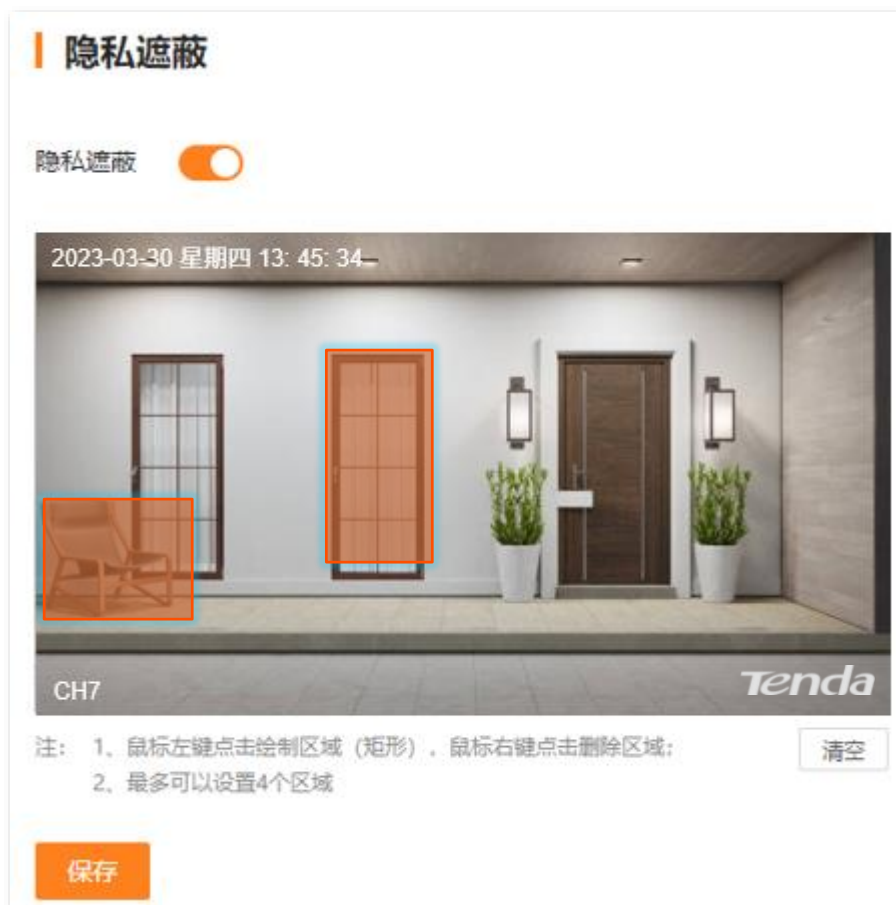 隐私遮蔽
隐私遮蔽
2023-03-30 星期四 13: 45: 34
CH7
Tenda
注： 1、鼠标左键点击绘制区域（矩形），鼠标右键点击删除区域；
清空
2、最多可以设置4个区域
保存